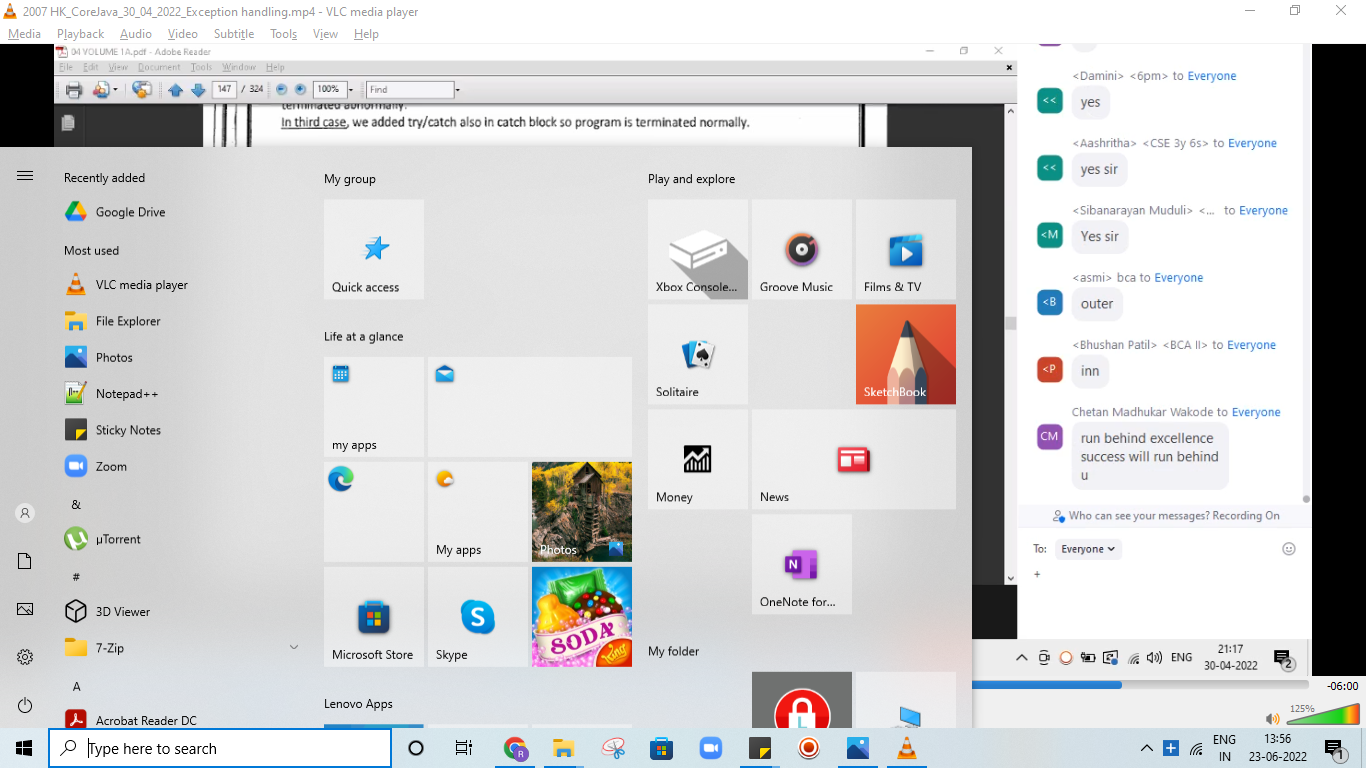 2007 HK_CoreJava_30_04_2022_Exception handling.mp4 - VLC media player
Media Playback Audio Video Subtitle Tools View Help
04 VOLUME 1A.pdf - Adobe Reader
File Edit View Document Tools Window Help
147 / 324 100% Find
terminated abnormally.
In third case, we added try/catch also in catch block so program is terminated normally.
Recently added
Google Drive
Most used
VLC media player
File Explorer
Photos
Notepad++
Sticky Notes
Zoom
&
µTorrent
#
3D Viewer
7-Zip
A
Acrobat Reader DC
My group
Quick access
Life at a glance
my apps
My apps
Photos
Microsoft Store
Skype
SODA
King
Lenovo Apps
Play and explore
Xbox Console...
Groove Music
Films & TV
Solitaire
SketchBook
Money
News
N
OneNote for...
My folder
L
<Damini> <6pm> to Everyone
<<
yes
<Aashritha> <CSE 3y 6s> to Everyone
<<
yes sir
<Sibanarayan Muduli> <... to Everyone
<M
Yes sir
<asmi> bca to Everyone
<B
outer
<Bhushan Patil> <BCA II> to Everyone
<P
inn
Chetan Madhukar Wakode to Everyone
CM
run behind excellence
success will run behind
u
Who can see your messages? Recording On
To: Everyone
+
ENG
21:17
30-04-2022
2
-06:00
125%
Type here to search
R
ENG
IN
13:56
23-06-2022
1